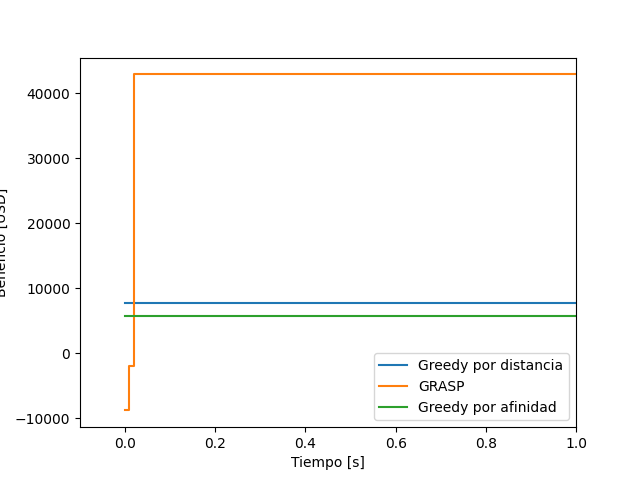 40000
30000
20000
10000
0
−10000
Beneficio [USD]
0.0 0.2 0.4 0.6 0.8 1.0
Tiempo [s]
Greedy por distancia
GRASP
Greedy por afinidad